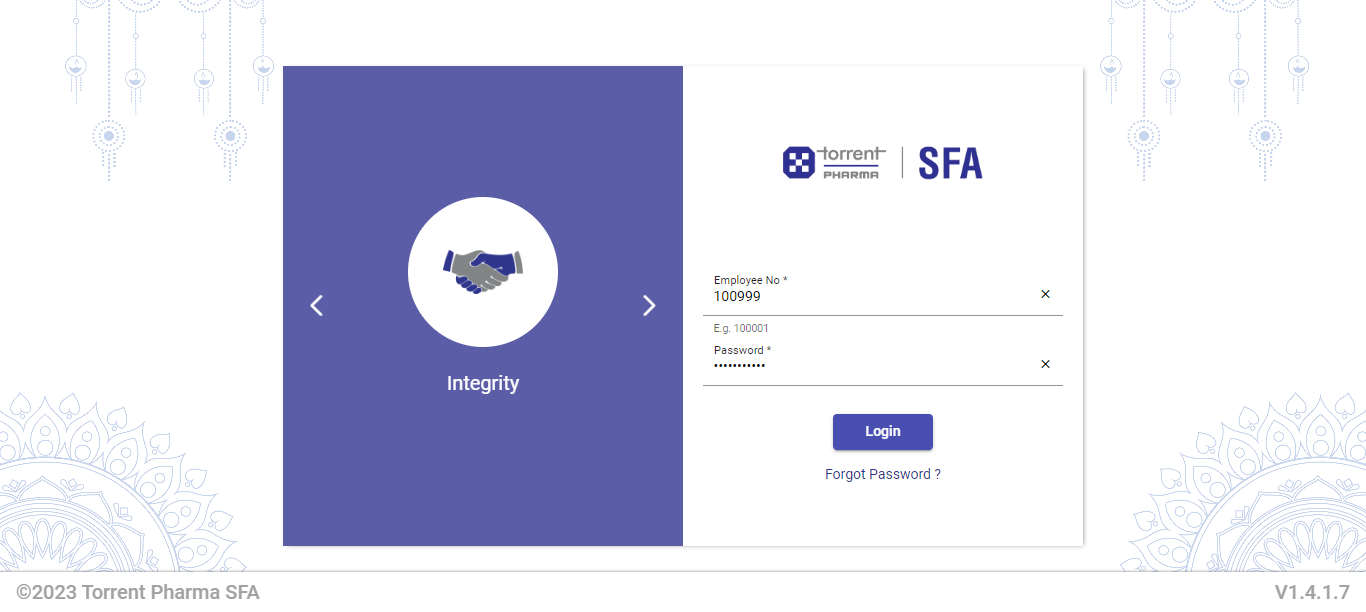 torrent
PHARMA
SFA
Integrity
Employee No *
100999
E.g. 100001
Password *
•••••••••••
Login
Forgot Password ?
©2023 Torrent Pharma SFA
V1.4.1.7